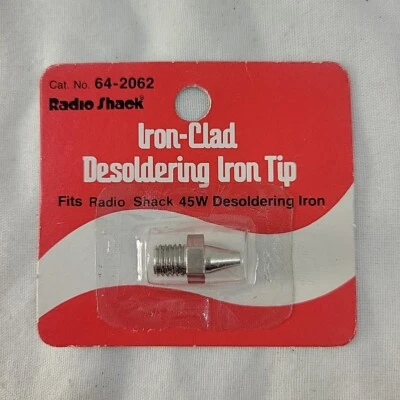 Cat. No. 64-2062
Radio Shack®
Iron-Clad
Desoldering Iron Tip
Fits Radio Shack 45W Desoldering Iron